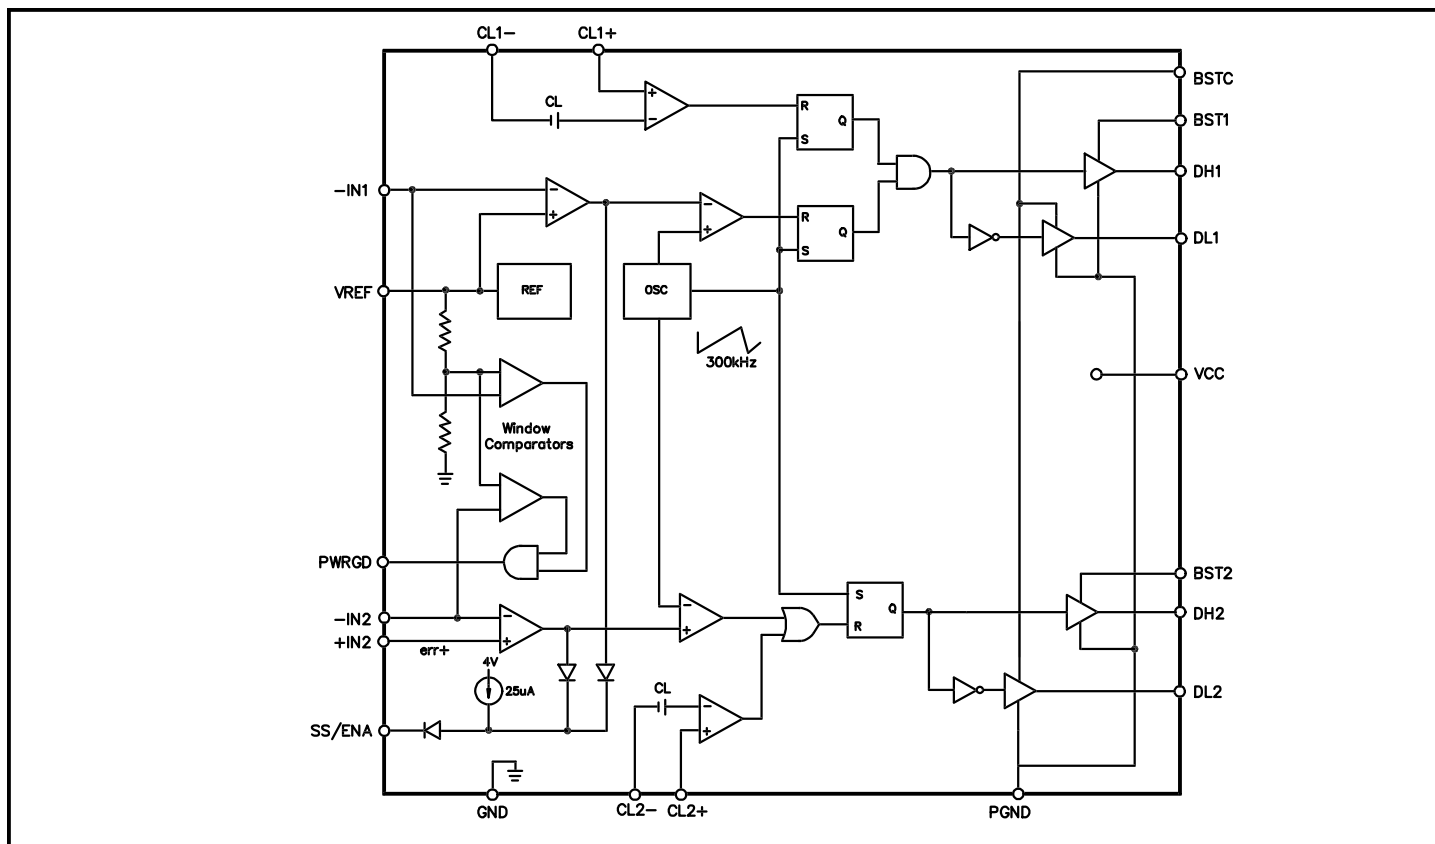 CL1-
CL1+
BSTC
CL
+
R
BST1
-
Q
S
DH1
-IN1
-
+
-
+
R
Q
S
DL1
VREF
REF
OSC
300kHz
VCC
Window
Comparators
PWRGD
BST2
-IN2
-
-
S
Q
DH2
+IN2
+
+
R
err+
4V
25uA
CL
-
DL2
SS/ENA
+
GND
CL2-
CL2+
PGND